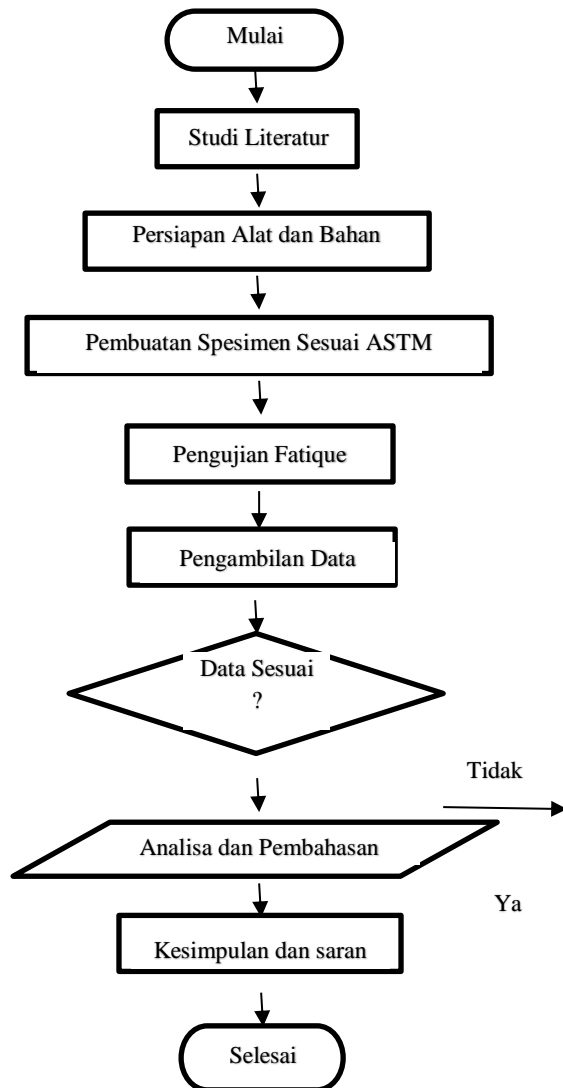 Mulai
Studi Literatur
Persiapan Alat dan Bahan
Pembuatan Spesimen Sesuai ASTM
Pengujian Fatique
Pengambilan Data
Data Sesuai
?
Tidak
Analisa dan Pembahasan
Ya
Kesimpulan dan saran
Selesai